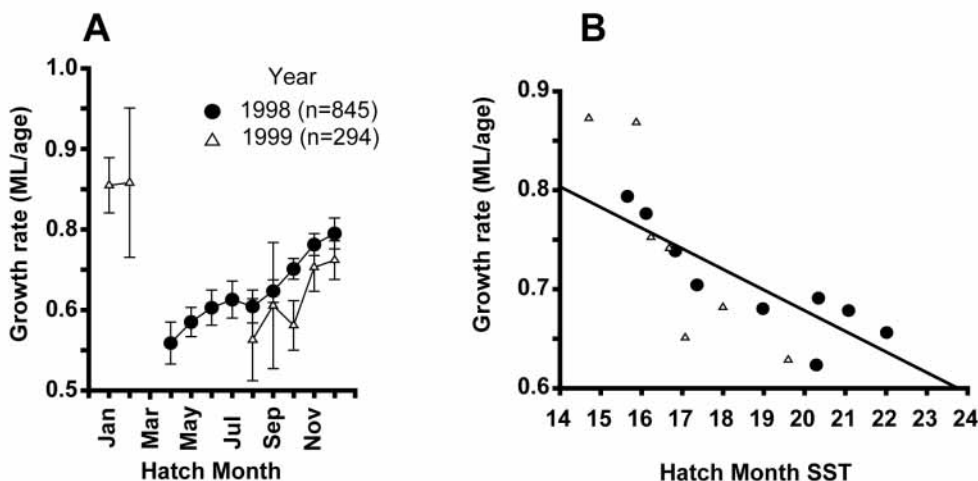 A
Growth rate (ML/age)
1.0
0.9
0.8
0.6
0.5
Year
1998 (n=845)
1999 (n=294)
Jan
Mar
May
Jul
Sep
Nov
Hatch Month
B
Growth rate (ML/age)
0.9
0.8
0.7
0.6
14 15 16 17 18 19 20 21 22 23 24
Hatch Month SST